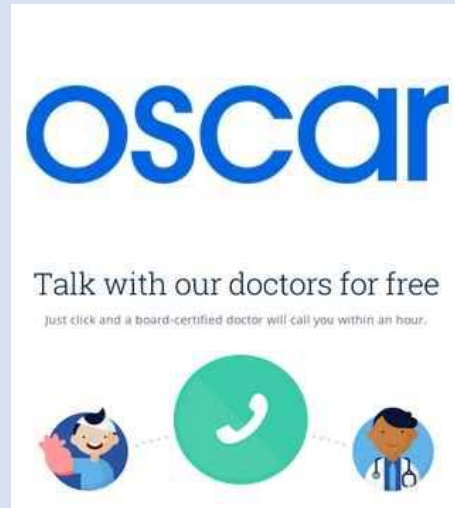 oscar
Talk with our doctors for free
Just click and a board-certified doctor will call you within an hour.